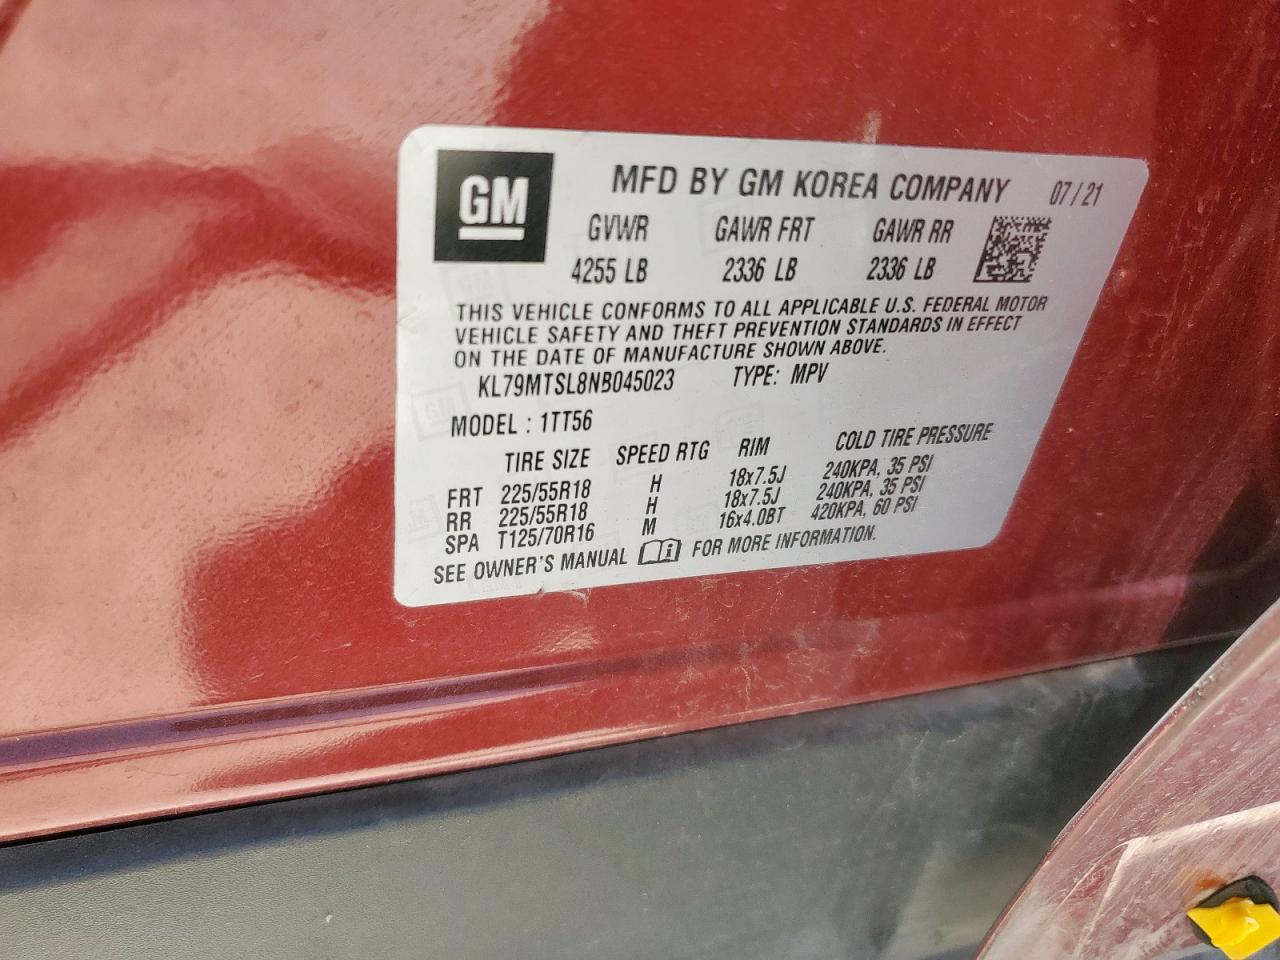 GM
MFD BY GM KOREA COMPANY 07/21
GVWR GAWR FRT GAWR RR
4255 LB 2336 LB 2336 LB
THIS VEHICLE CONFORMS TO ALL APPLICABLE U.S. FEDERAL MOTOR
VEHICLE SAFETY AND THEFT PREVENTION STANDARDS IN EFFECT
ON THE DATE OF MANUFACTURE SHOWN ABOVE.
KL79MTSL8NB045023 TYPE: MPV
MODEL : 1TT56
TIRE SIZE SPEED RTG RIM COLD TIRE PRESSURE
FRT 225/55R18 H 18x7.5J 240KPA, 35 PSI
RR 225/55R18 H 18x7.5J 240KPA, 35 PSI
SPA T125/70R16 M 16x4.0BT 420KPA, 60 PSI
SEE OWNER'S MANUAL FOR MORE INFORMATION.